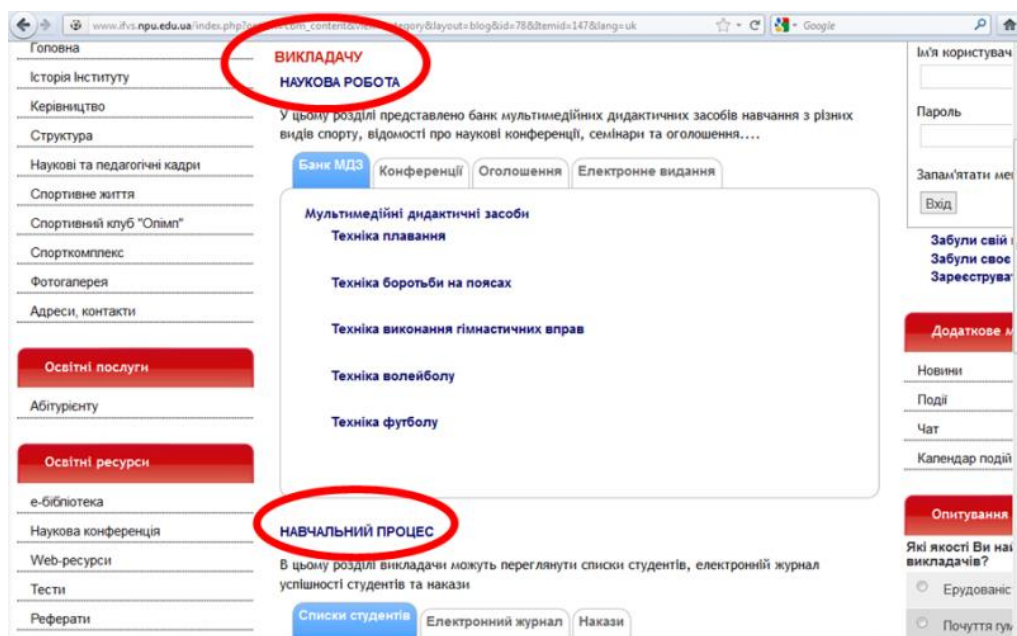 www.ifvs.npu.edu.ua/index.php?op com_content&vie egory&layout=blog&id=78&Itemid=147&lang=uk
Google
Головна
Історія Інституту
Керівництво
Структура
Наукові та педагогічні кадри
Спортивне життя
Спортивний клуб "Олімп"
Спорткомплекс
Фотогалерея
Адреси, контакти
Освітні послуги
Абітурієнту
Освітні ресурси
е-бібліотека
Наукова конференція
Web-ресурси
Тести
Реферати
ВИКЛАДАЧУ
НАУКОВА РОБОТА
У цьому розділі представлено банк мультимедійних дидактичних засобів навчання з різних
видів спорту, відомості про наукові конференції, семінари та оголошення....
Банк МДЗ Конференції Оголошення Електронне видання
Мультимедійні дидактичні засоби
Техніка плавання
Техніка боротьби на поясах
Техніка виконання гімнастичних вправ
Техніка волейболу
Техніка футболу
НАВЧАЛЬНИЙ ПРОЦЕС
В цьому розділі викладачи можуть переглянути списки студентів, електронній журнал
успішності студентів та накази
Списки студентів Електронний журнал Накази
Ім'я користувач
Пароль
Запам'ятати ме
Вхід
Забули свій
Забули своє
Зареєструва
Додаткове м
Новини
Події
Чат
Календар подій
Опитування
Які якості Ви най
викладачів?
Ерудованіс
Почуття гум